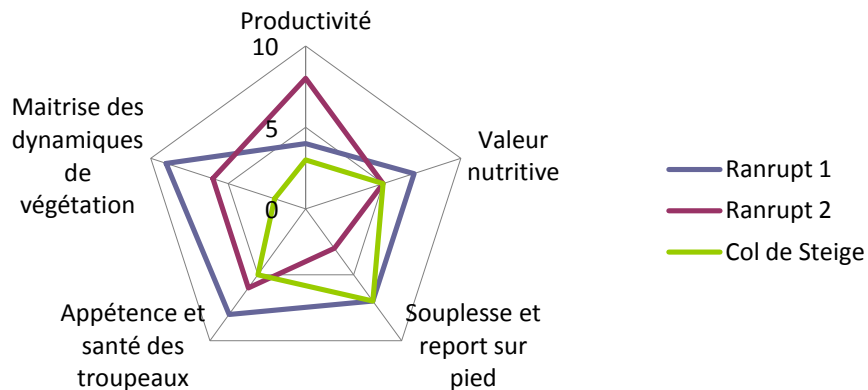 Productivité
10
5
0
Valeur
nutritive
Souplesse et
report sur
pied
Appétence et
santé des
troupeaux
Maitrise des
dynamiques
de
végétation
Ranrupt 1
Ranrupt 2
Col de Steige